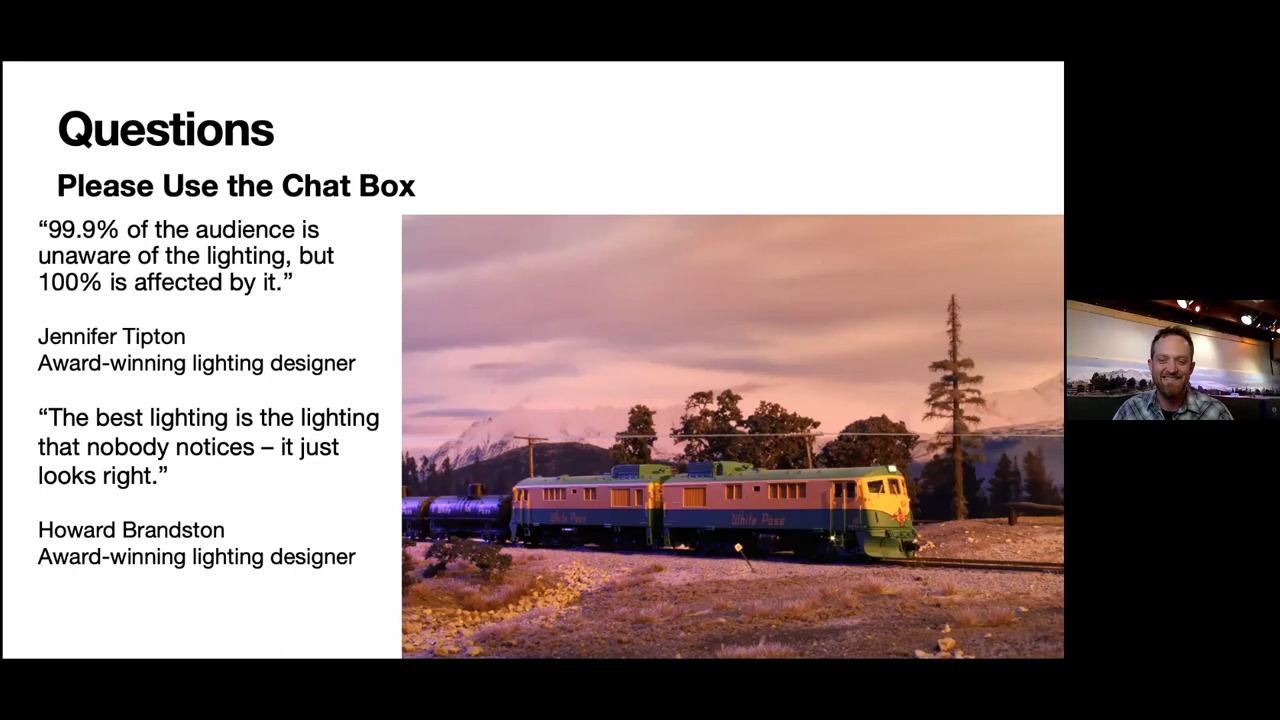 Questions
Please Use the Chat Box
“99.9% of the audience is
unaware of the lighting, but
100% is affected by it.”
Jennifer Tipton
Award-winning lighting designer
“The best lighting is the lighting
that nobody notices – it just
looks right.”
Howard Brandston
Award-winning lighting designer
White Pass
White Pass